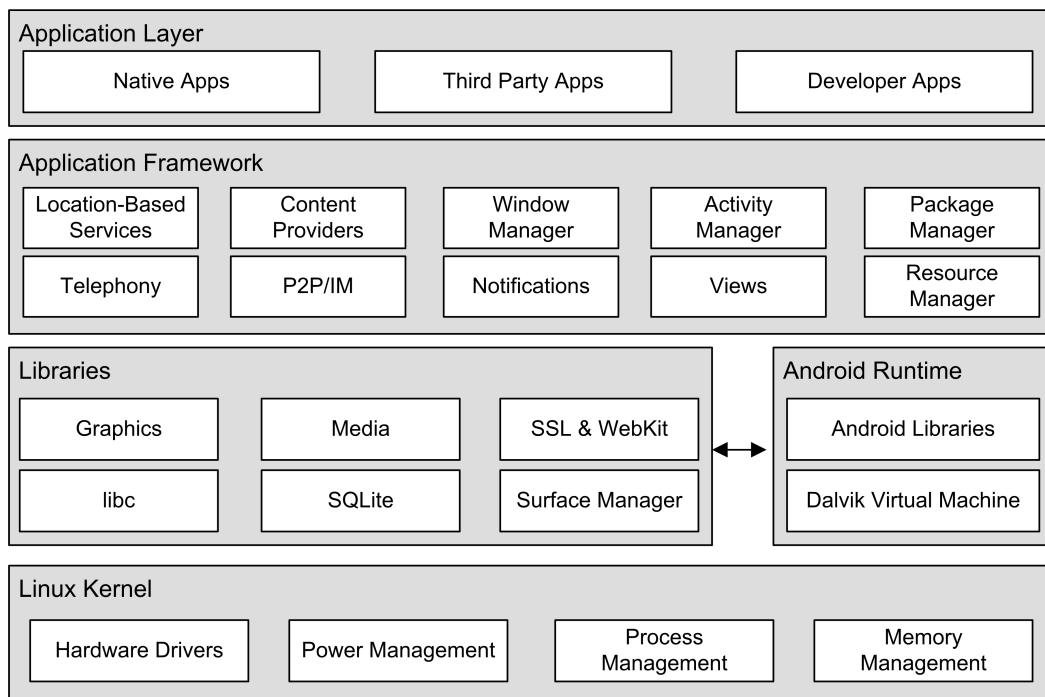 Application Layer
Native Apps
Third Party Apps
Developer Apps
Application Framework
Location-Based
Services
Content
Providers
Window
Manager
Activity
Manager
Package
Manager
Telephony
P2P/IM
Notifications
Views
Resource
Manager
Libraries
Graphics
Media
SSL & WebKit
libc
SQLite
Surface Manager
Android Runtime
Android Libraries
Dalvik Virtual Machine
Linux Kernel
Hardware Drivers
Power Management
Process
Management
Memory
Management